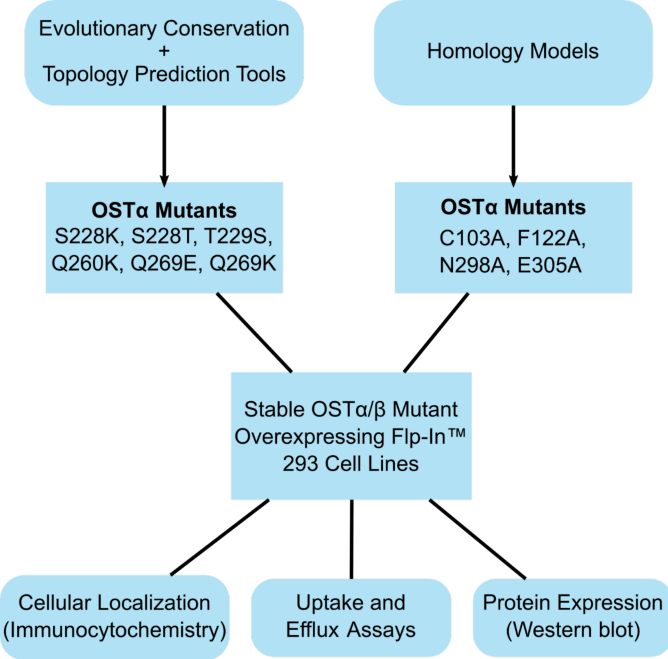 Evolutionary Conservation
+
Topology Prediction Tools
Homology Models
OSTα Mutants
S228K, S228T, T229S,
Q260K, Q269E, Q269K
OSTα Mutants
C103A, F122A,
N298A, E305A
Stable OSTα/β Mutant
Overexpressing Flp-In™
293 Cell Lines
Cellular Localization
(Immunocytochemistry)
Uptake and
Efflux Assays
Protein Expression
(Western blot)